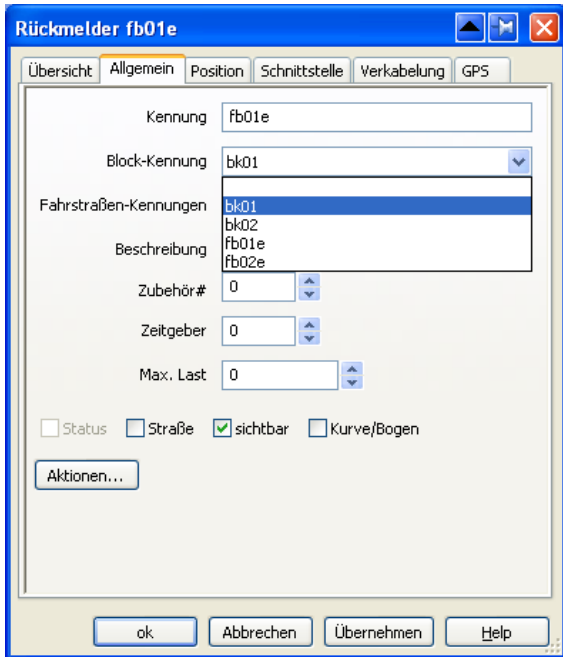 Rückmelder fb01e
Übersicht Allgemein Position Schnittstelle Verkabelung GPS
Kennung fb01e
Block-Kennung bk01
Fahrstraßen-Kennungen bk01
bk02
Beschreibung fb01e
fb02e
Zubehör# 0
Zeitgeber 0
Max. Last 0
Status Straße sichtbar Kurve/Bogen
Aktionen...
ok Abbrechen Übernehmen Help